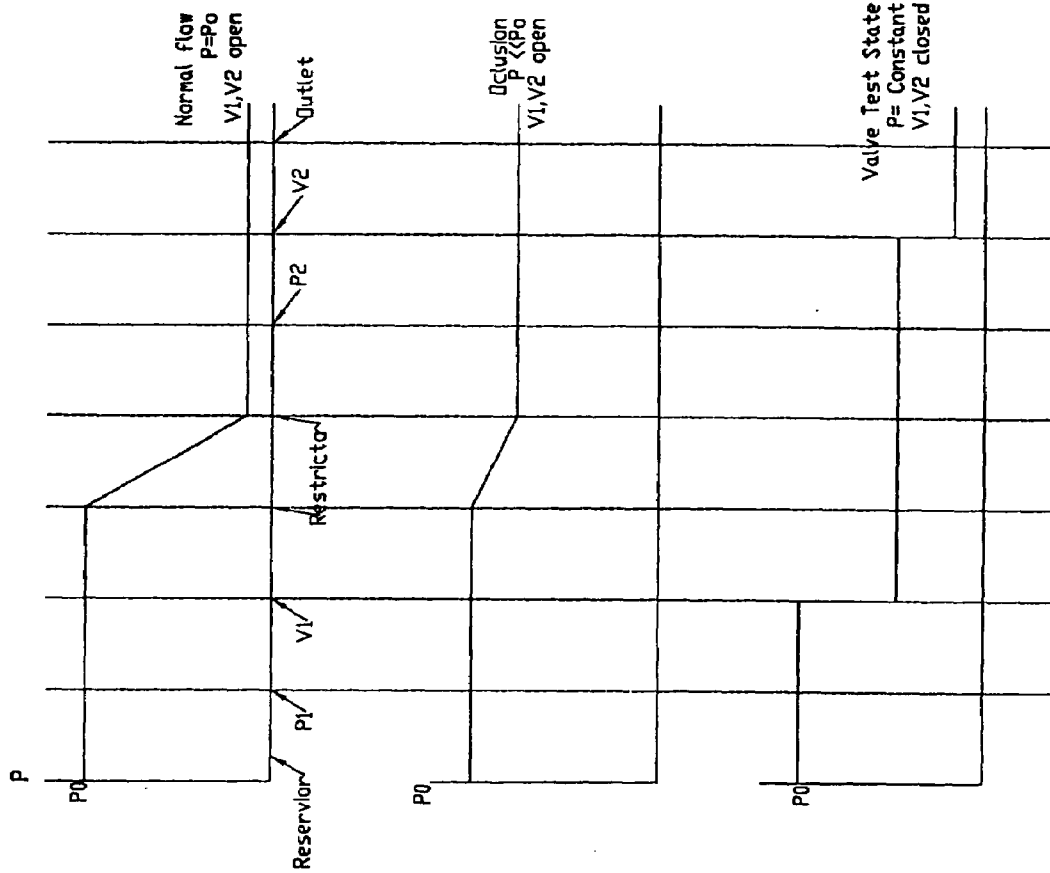 P
P0
Normal flow
P=Po
V1,V2 open
Reservior
P1
V1
Restricto
P2
V2
Outlet
P0
Oclusion
P <<Po
V1,V2 open
P0
Valve Test State
P= Constant
V1,V2 closed